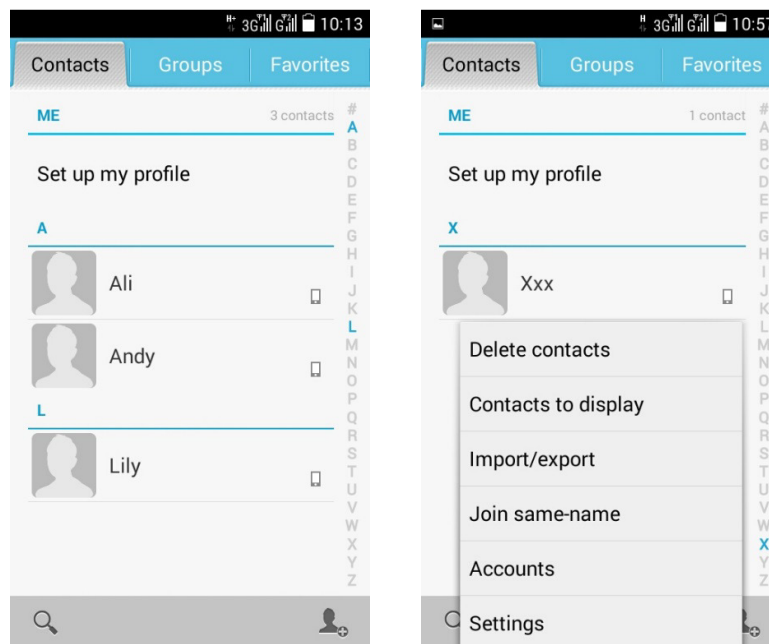 H+ 3G G 10:13
Contacts Groups Favorites
ME 3 contacts
Set up my profile
A
Ali
Andy
L
Lily
#
A
B
C
D
E
F
G
H
I
J
K
L
M
N
O
P
Q
R
S
T
U
V
W
X
Y
Z
H 3G G 10:57
Contacts Groups Favorites
ME 1 contact
Set up my profile
X
Xxx
Delete contacts
Contacts to display
Import/export
Join same-name
Accounts
Settings
#
A
B
C
D
E
F
G
H
I
J
K
L
M
N
O
P
Q
R
S
T
U
V
W
X
Y
Z